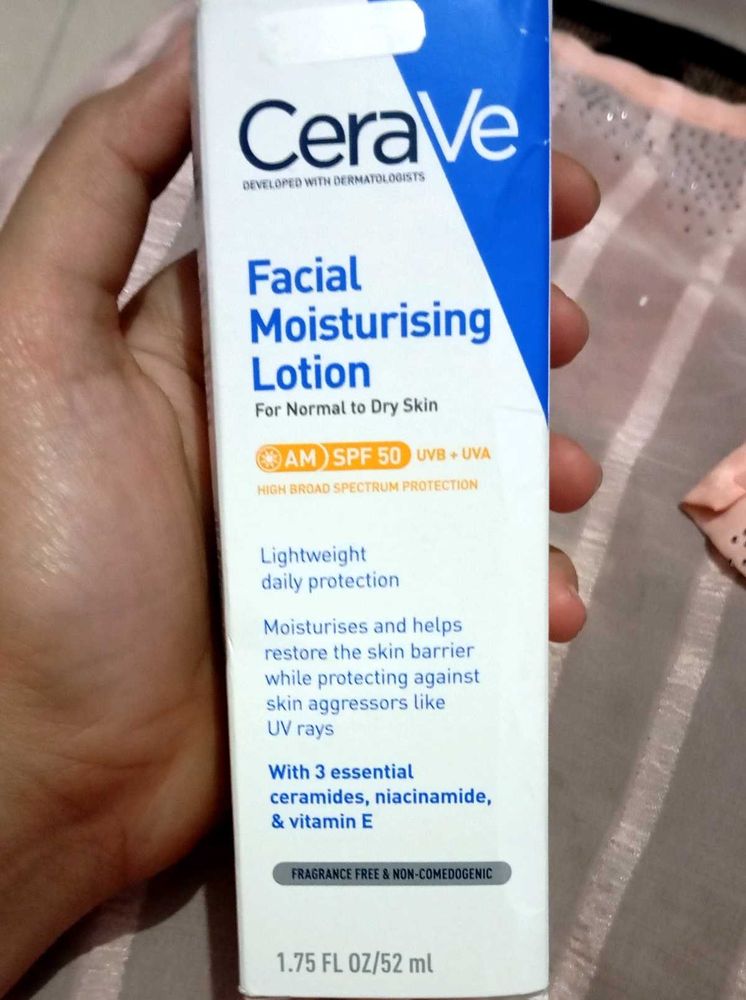 CeraVe
DEVELOPED WITH DERMATOLOGISTS
Facial
Moisturising
Lotion
For Normal to Dry Skin
AM SPF 50 UVB + UVA
HIGH BROAD SPECTRUM PROTECTION
Lightweight
daily protection
Moisturises and helps
restore the skin barrier
while protecting against
skin aggressors like
UV rays
With 3 essential
ceramides, niacinamide,
& vitamin E
FRAGRANCE FREE & NON-COMEDOGENIC
1.75 FL OZ/52 ml